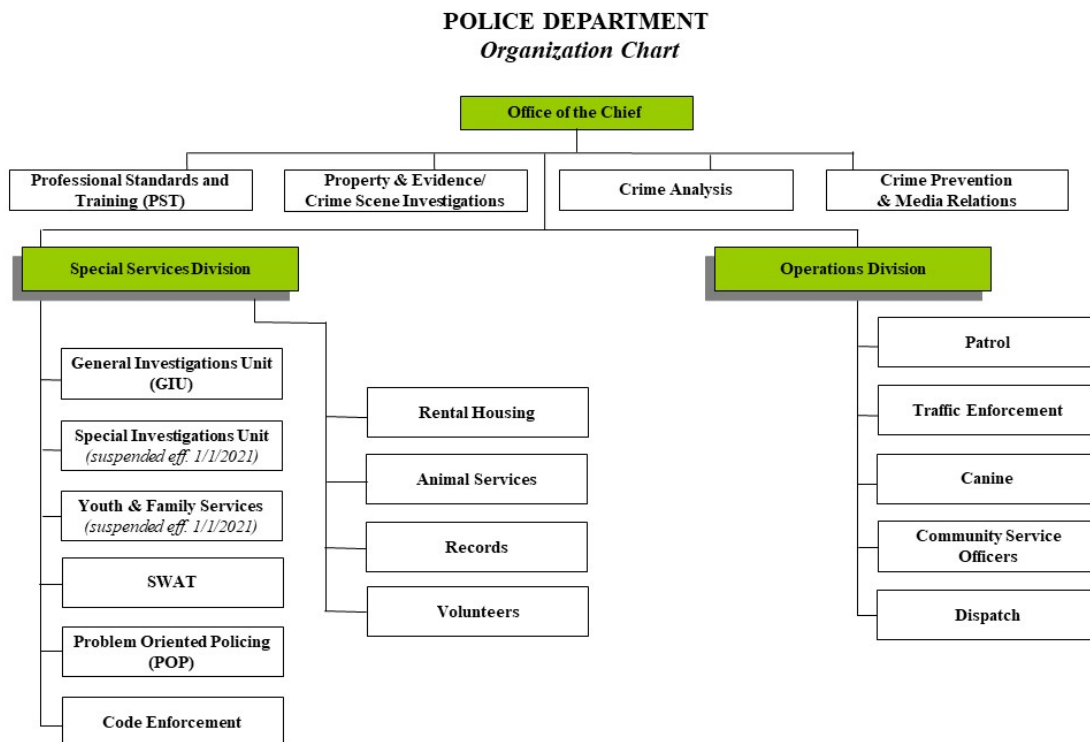 POLICE DEPARTMENT
Organization Chart
Office of the Chief
Professional Standards and
Training (PST)
Property & Evidence/
Crime Scene Investigations
Crime Analysis
Crime Prevention
& Media Relations
Special Services Division
Operations Division
General Investigations Unit
(GIU)
Special Investigations Unit
(suspended eff. 1/1/2021)
Youth & Family Services
(suspended eff. 1/1/2021)
SWAT
Problem Oriented Policing
(POP)
Code Enforcement
Rental Housing
Animal Services
Records
Volunteers
Patrol
Traffic Enforcement
Canine
Community Service
Officers
Dispatch